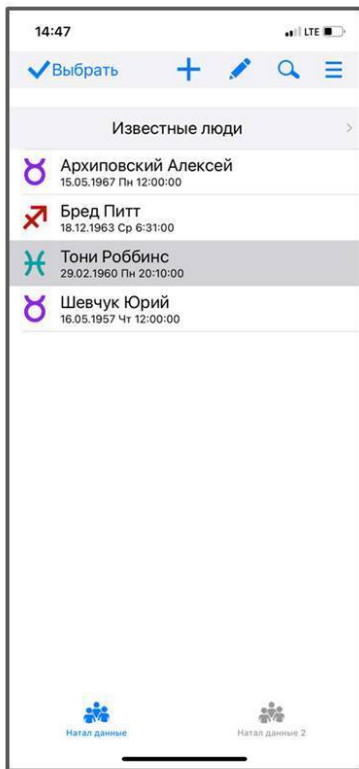 14:47 LTE
Выбрать
Известные люди
Архиповский Алексей
15.05.1967 Пн 12:00:00
Бред Питт
18.12.1963 Ср 6:31:00
Тони Роббинс
29.02.1960 Пн 20:10:00
Шевчук Юрий
16.05.1957 Чт 12:00:00
Натал данные Натал данные 2